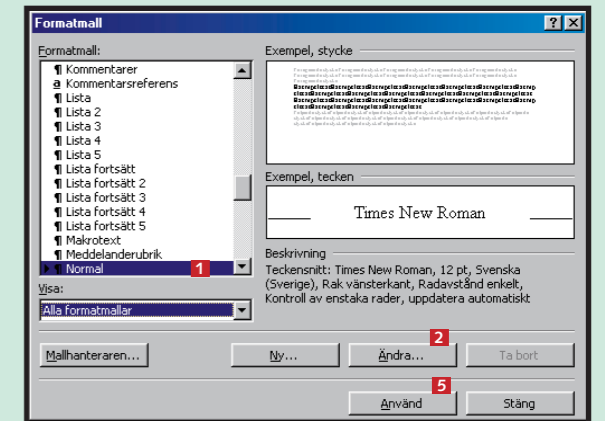 Formatmall
Formatmall:
¶ Kommentarer
a Kommentarsreferens
¶ Lista
¶ Lista 2
¶ Lista 3
¶ Lista 4
¶ Lista 5
¶ Lista fortsätt
¶ Lista fortsätt 2
¶ Lista fortsätt 3
¶ Lista fortsätt 4
¶ Lista fortsätt 5
¶ Makrotext
¶ Meddelanderubrik
¶ Normal
1
Visa:
Alla formatmallar
Exempel, stycke
Exempel, tecken
Times New Roman
Beskrivning
Teckensnitt: Times New Roman, 12 pt, Svenska
(Sverige), Rak vänsterkant, Radavstånd enkelt,
Kontroll av enstaka rader, uppdatera automatiskt
2
Mallhanteraren... Ny... Ändra... Ta bort
5
Använd Stäng